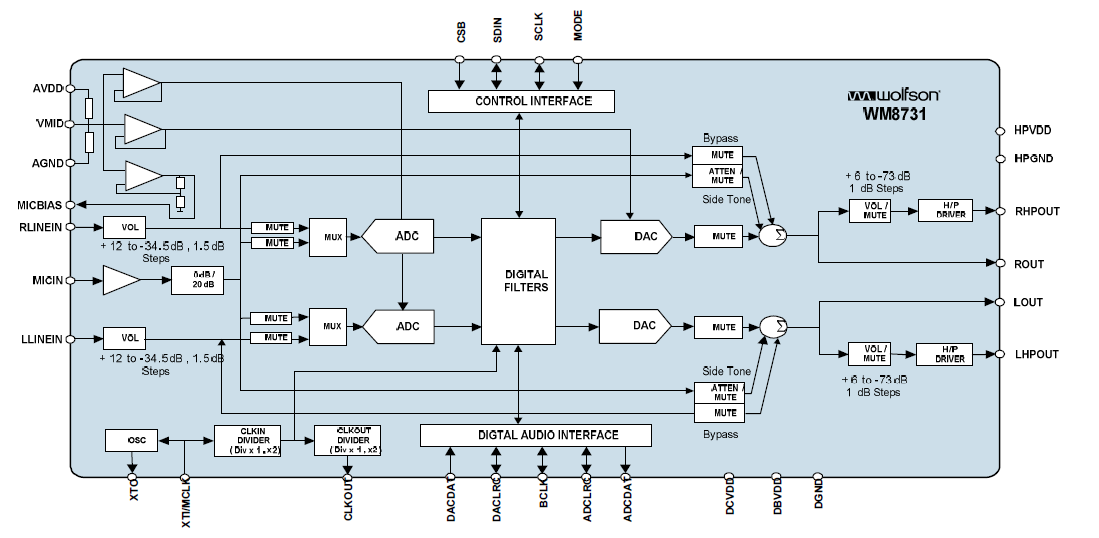 CSB
SDIN
SCLK
MODE
AVDD
VMID
AGND
MICBIAS
RLINEIN
MICIN
LLINEIN
CONTROL INTERFACE
wolfson
WM8731
HPVDD
HPGND
RHPOUT
ROUT
LOUT
LHPOUT
Bypass
MUTE
ATTEN /
MUTE
Side Tone
+ 6 to -73 dB
1 dB Steps
VOL /
MUTE
H/P
DRIVER
VOL
+ 12 to -34.5dB , 1.5dB
Steps
MUTE
MUTE
MUX
ADC
DAC
MUTE
Σ
0dB /
20 dB
DIGITAL
FILTERS
MUTE
MUTE
MUX
ADC
DAC
MUTE
Σ
VOL
+ 12 to -34.5dB , 1.5dB
Steps
VOL /
MUTE
H/P
DRIVER
+ 6 to -73 dB
1 dB Steps
Side Tone
ATTEN /
MUTE
MUTE
Bypass
OSC
CLKIN
DIVIDER
(Div x 1, x2)
CLKOUT
DIVIDER
(Div x 1, x2)
DIGTAL AUDIO INTERFACE
XTO
XTI/MCLK
CLKOUT
DACDAT
DACLRC
BCLK
ADCLRC
ADCDAT
DCVDD
DBVDD
DGND